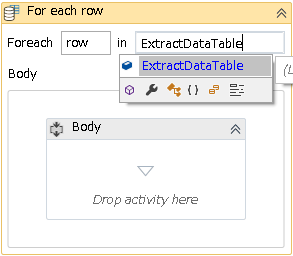 For each row
Foreach row in ExtractDataTable
ExtractDataTable
(L
Body
{ }
Body
Drop activity here